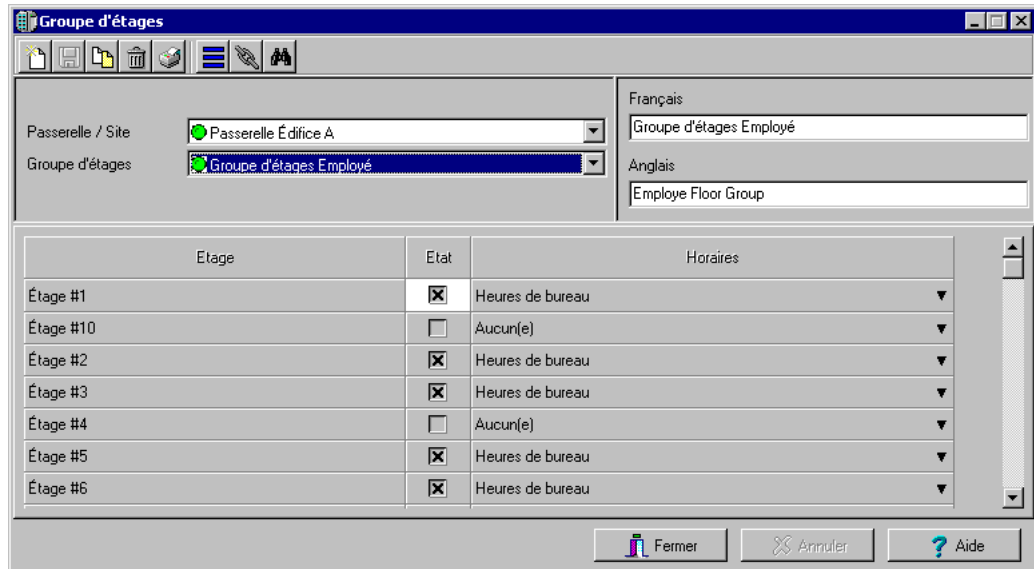 Groupe d'étages
Français
Passerelle / Site Passerelle Édifice A Groupe d'étages Employé
Groupe d'étages Groupe d'étages Employé Anglais
Employe Floor Group
Etage Etat Horaires
Étage #1 Heures de bureau
Étage #10 Aucun(e)
Étage #2 Heures de bureau
Étage #3 Heures de bureau
Étage #4 Aucun(e)
Étage #5 Heures de bureau
Étage #6 Heures de bureau
Fermer Annuler Aide